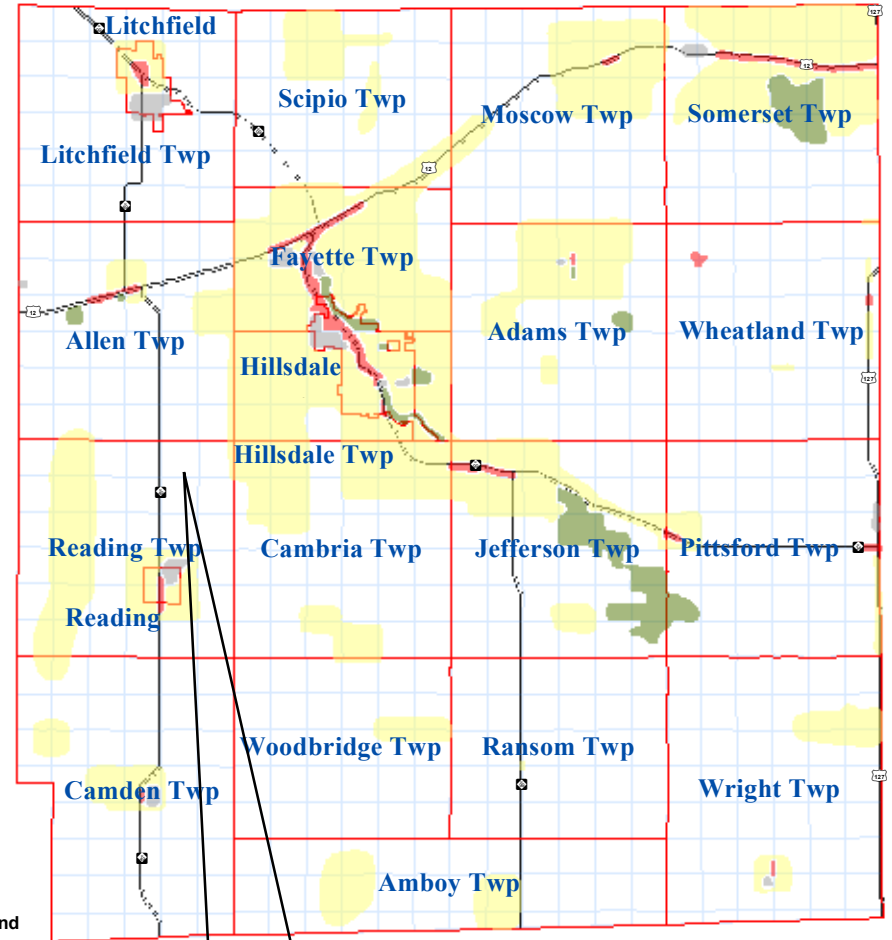 127
Litchfield
12
Scipio Twp
Moscow Twp
Somerset Twp
Litchfield Twp
12
Fayette Twp
12
Allen Twp
Adams Twp
Wheatland Twp
Hillsdale
127
Hillsdale Twp
Reading Twp
Cambria Twp
Jefferson Twp
Pittsford Twp
Reading
Woodbridge Twp
Ransom Twp
Camden Twp
Wright Twp
127
Amboy Twp
nd